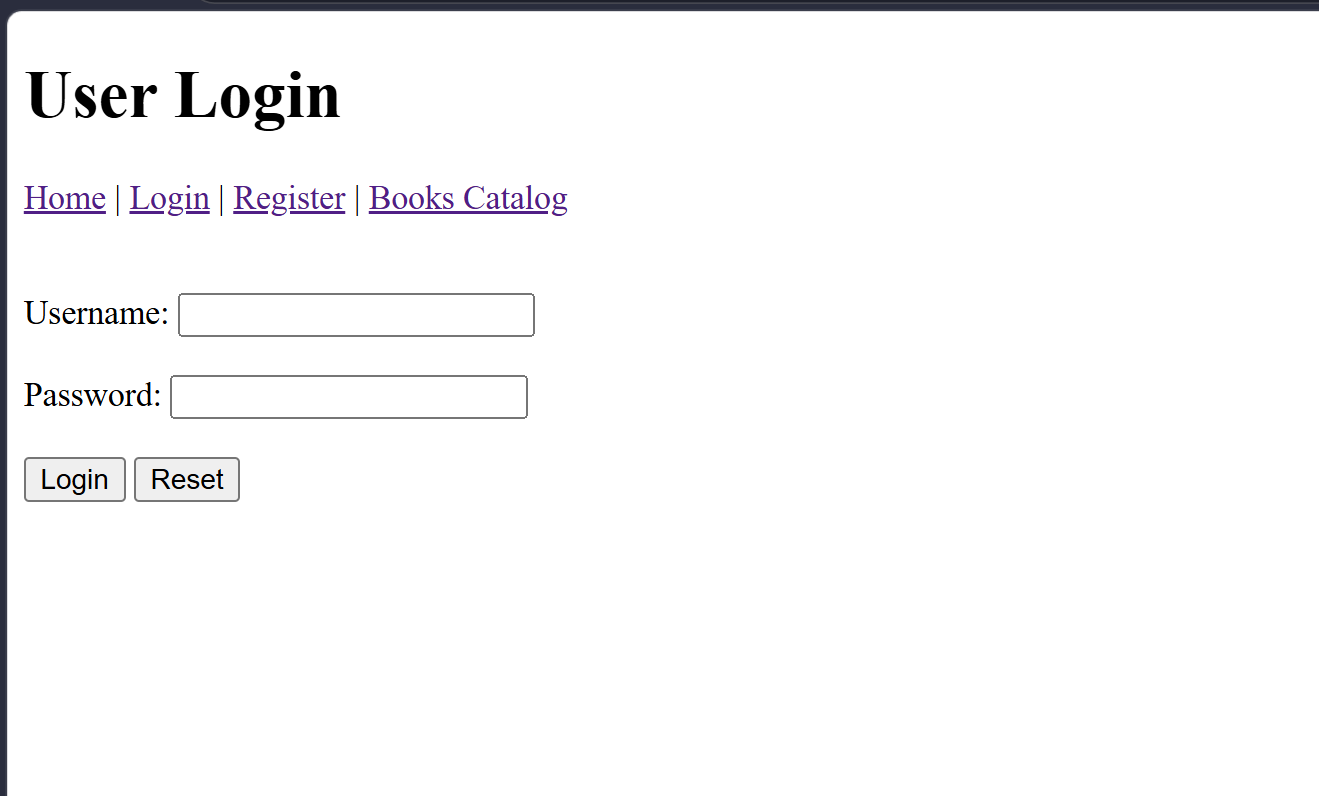 User Login
Home | Login | Register | Books Catalog
Username:
Password:
Login Reset